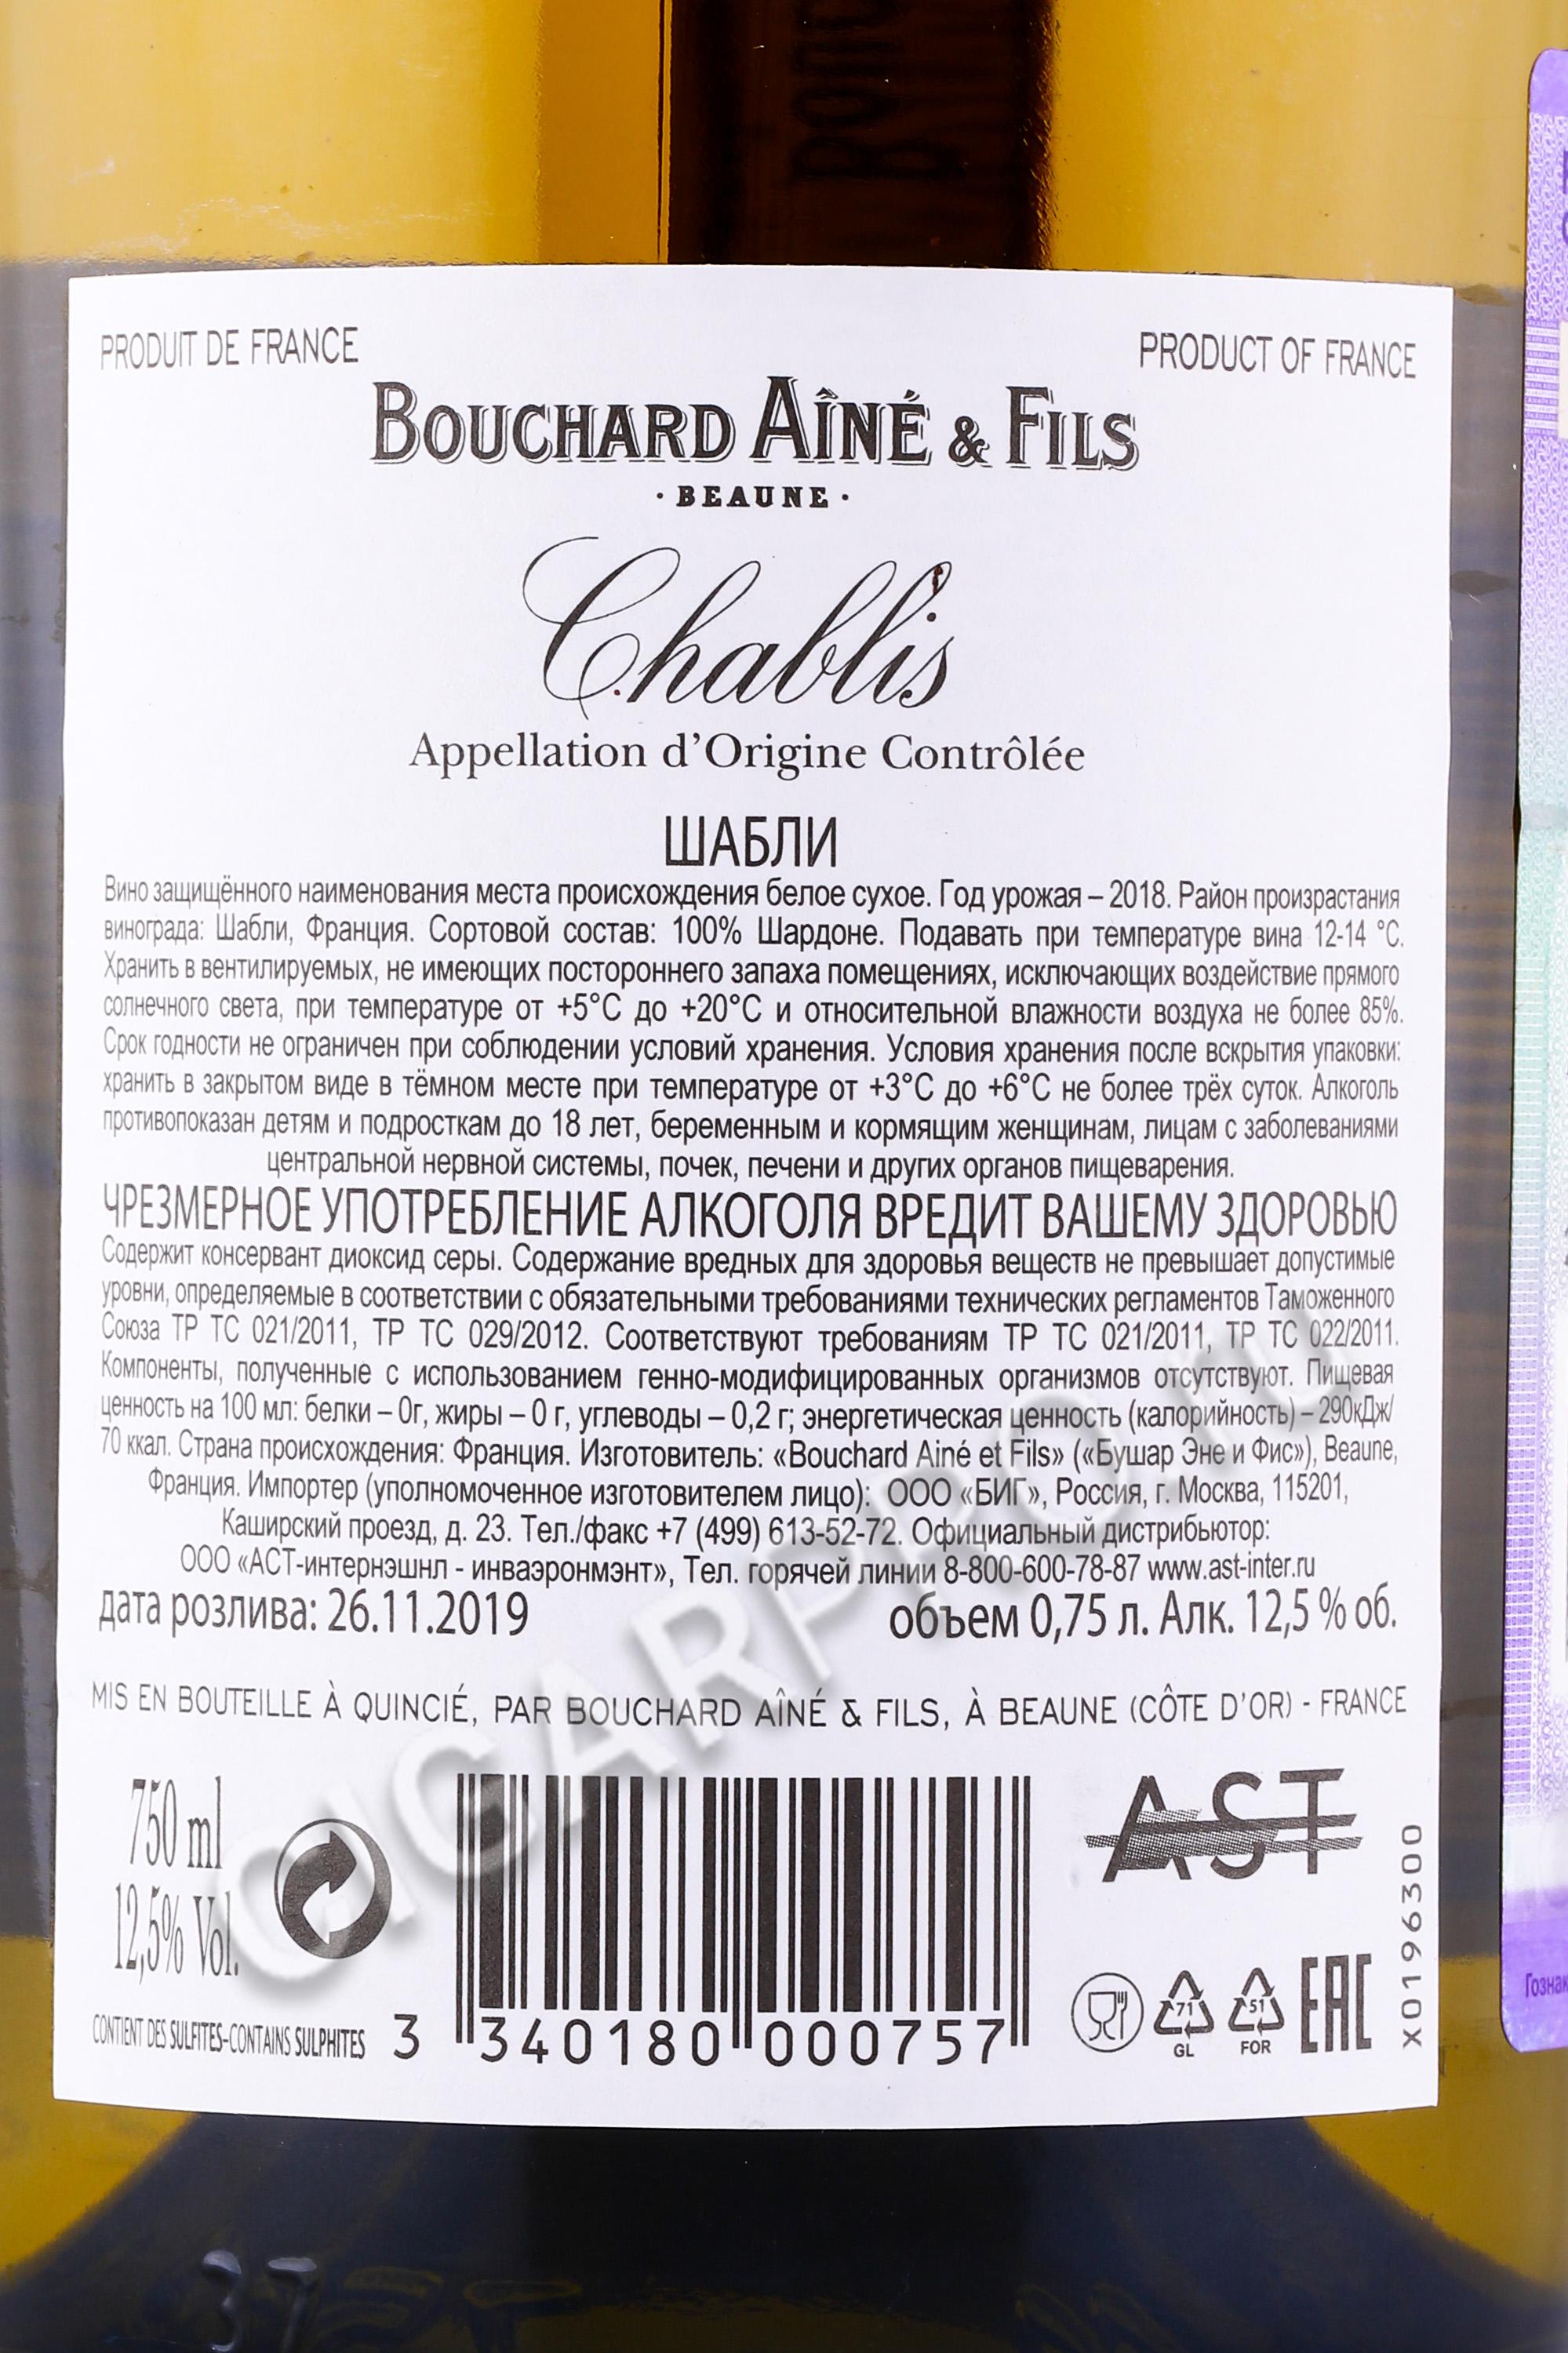 PRODUIT DE FRANCE
PRODUCT OF FRANCE
BOUCHARD AÎNÉ & FILS
· BEAUNE ·
Chablis
Appellation d'Origine Contrôlée
ШАБЛИ
Вино защищённого наименования места происхождения белое сухое. Год урожая – 2018. Район произрастания
винограда: Шабли, Франция. Сортовой состав: 100% Шардоне. Подавать при температуре вина 12-14 °С.
Хранить в вентилируемых, не имеющих постороннего запаха помещениях, исключающих воздействие прямого
солнечного света, при температуре от +5°С до +20°С и относительной влажности воздуха не более 85%.
Срок годности не ограничен при соблюдении условий хранения. Условия хранения после вскрытия упаковки:
хранить в закрытом виде в тёмном месте при температуре от +3°С до +6°С не более трёх суток. Алкоголь
противопоказан детям и подросткам до 18 лет, беременным и кормящим женщинам, лицам с заболеваниями
центральной нервной системы, почек, печени и других органов пищеварения.
ЧРЕЗМЕРНОЕ УПОТРЕБЛЕНИЕ АЛКОГОЛЯ ВРЕДИТ ВАШЕМУ ЗДОРОВЬЮ
Содержит консервант диоксид серы. Содержание вредных для здоровья веществ не превышает допустимые
уровни, определяемые в соответствии с обязательными требованиями технических регламентов Таможенного
Союза ТР ТС 021/2011, ТР ТС 029/2012. Соответствуют требованиям ТР ТС 021/2011, ТР ТС 022/2011.
Компоненты, полученные с использованием генно-модифицированных организмов отсутствуют. Пищевая
ценность на 100 мл: белки – 0г, жиры – 0 г, углеводы – 0,2 г; энергетическая ценность (калорийность) – 290кДж/
70 ккал. Страна происхождения: Франция. Изготовитель: «Bouchard Ainé et Fils» («Бушар Эне и Фис»), Beaune,
Франция. Импортер (уполномоченное изготовителем лицо): ООО «БИГ», Россия, г. Москва, 115201,
Каширский проезд, д. 23. Тел./факс +7 (499) 613-52-72. Официальный дистрибьютор:
ООО «АСТ-интернэшнл - инваэронмэнт», Тел. горячей линии 8-800-600-78-87 www.ast-inter.ru
дата розлива: 26.11.2019
объем 0,75 л. Алк. 12,5 % об.
MIS EN BOUTEILLE À QUINCIÉ, PAR BOUCHARD AÎNÉ & FILS, À BEAUNE (CÔTE D'OR) - FRANCE
750 ml
12,5% Vol.
CONTIENT DES SULFITES-CONTAINS SULPHITES
3 340180 000757
AST
71
GL
51
FOR
EAC
X0196300
Гознак
CIGARPRO.ru
37